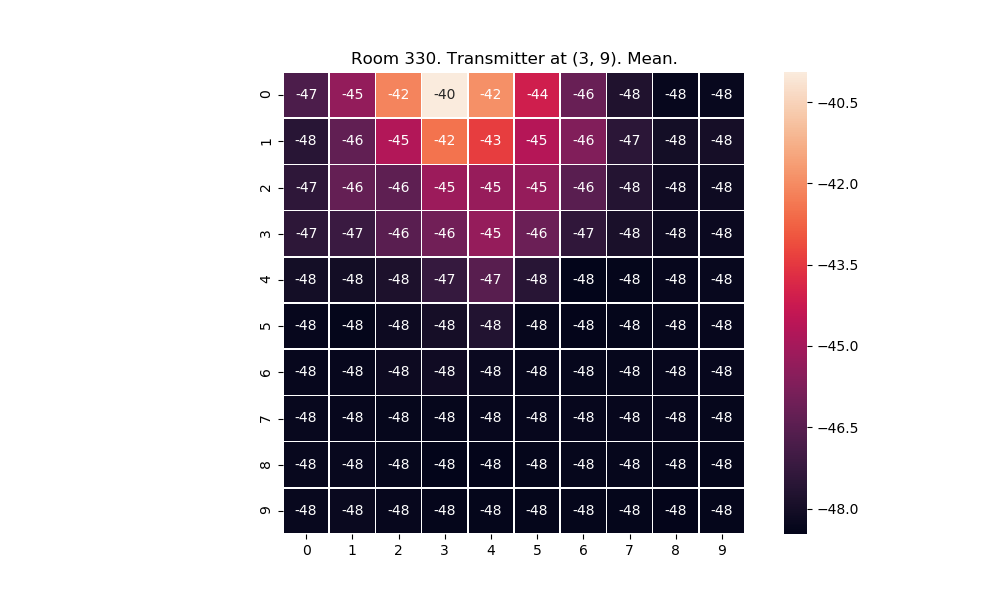 Room 330. Transmitter at (3, 9). Mean.
0 -47 -45 -42 -40 -42 -44 -46 -48 -48 -48
1 -48 -46 -45 -42 -43 -45 -46 -47 -48 -48
2 -47 -46 -46 -45 -45 -45 -46 -48 -48 -48
3 -47 -47 -46 -46 -45 -46 -47 -48 -48 -48
4 -48 -48 -48 -47 -47 -48 -48 -48 -48 -48
5 -48 -48 -48 -48 -48 -48 -48 -48 -48 -48
6 -48 -48 -48 -48 -48 -48 -48 -48 -48 -48
7 -48 -48 -48 -48 -48 -48 -48 -48 -48 -48
8 -48 -48 -48 -48 -48 -48 -48 -48 -48 -48
9 -48 -48 -48 -48 -48 -48 -48 -48 -48 -48
0 1 2 3 4 5 6 7 8 9
−40.5
−42.0
−43.5
−45.0
−46.5
−48.0